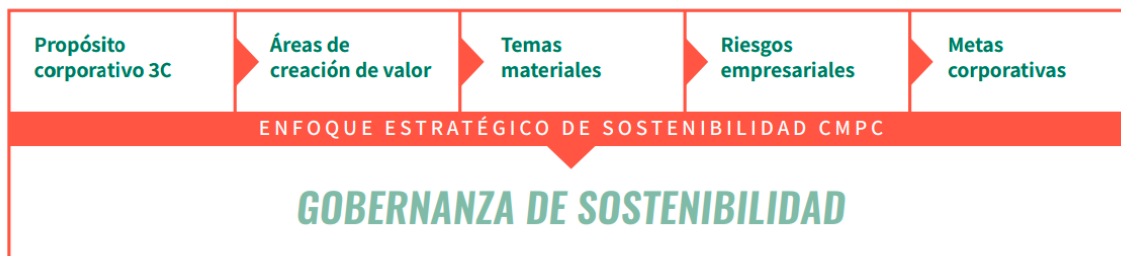 Propósito
corporativo 3C
Áreas de
creación de valor
Temas
materiales
Riesgos
empresariales
Metas
corporativas
ENFOQUE ESTRATÉGICO DE SOSTENIBILIDAD CMPC
GOBERNANZA DE SOSTENIBILIDAD